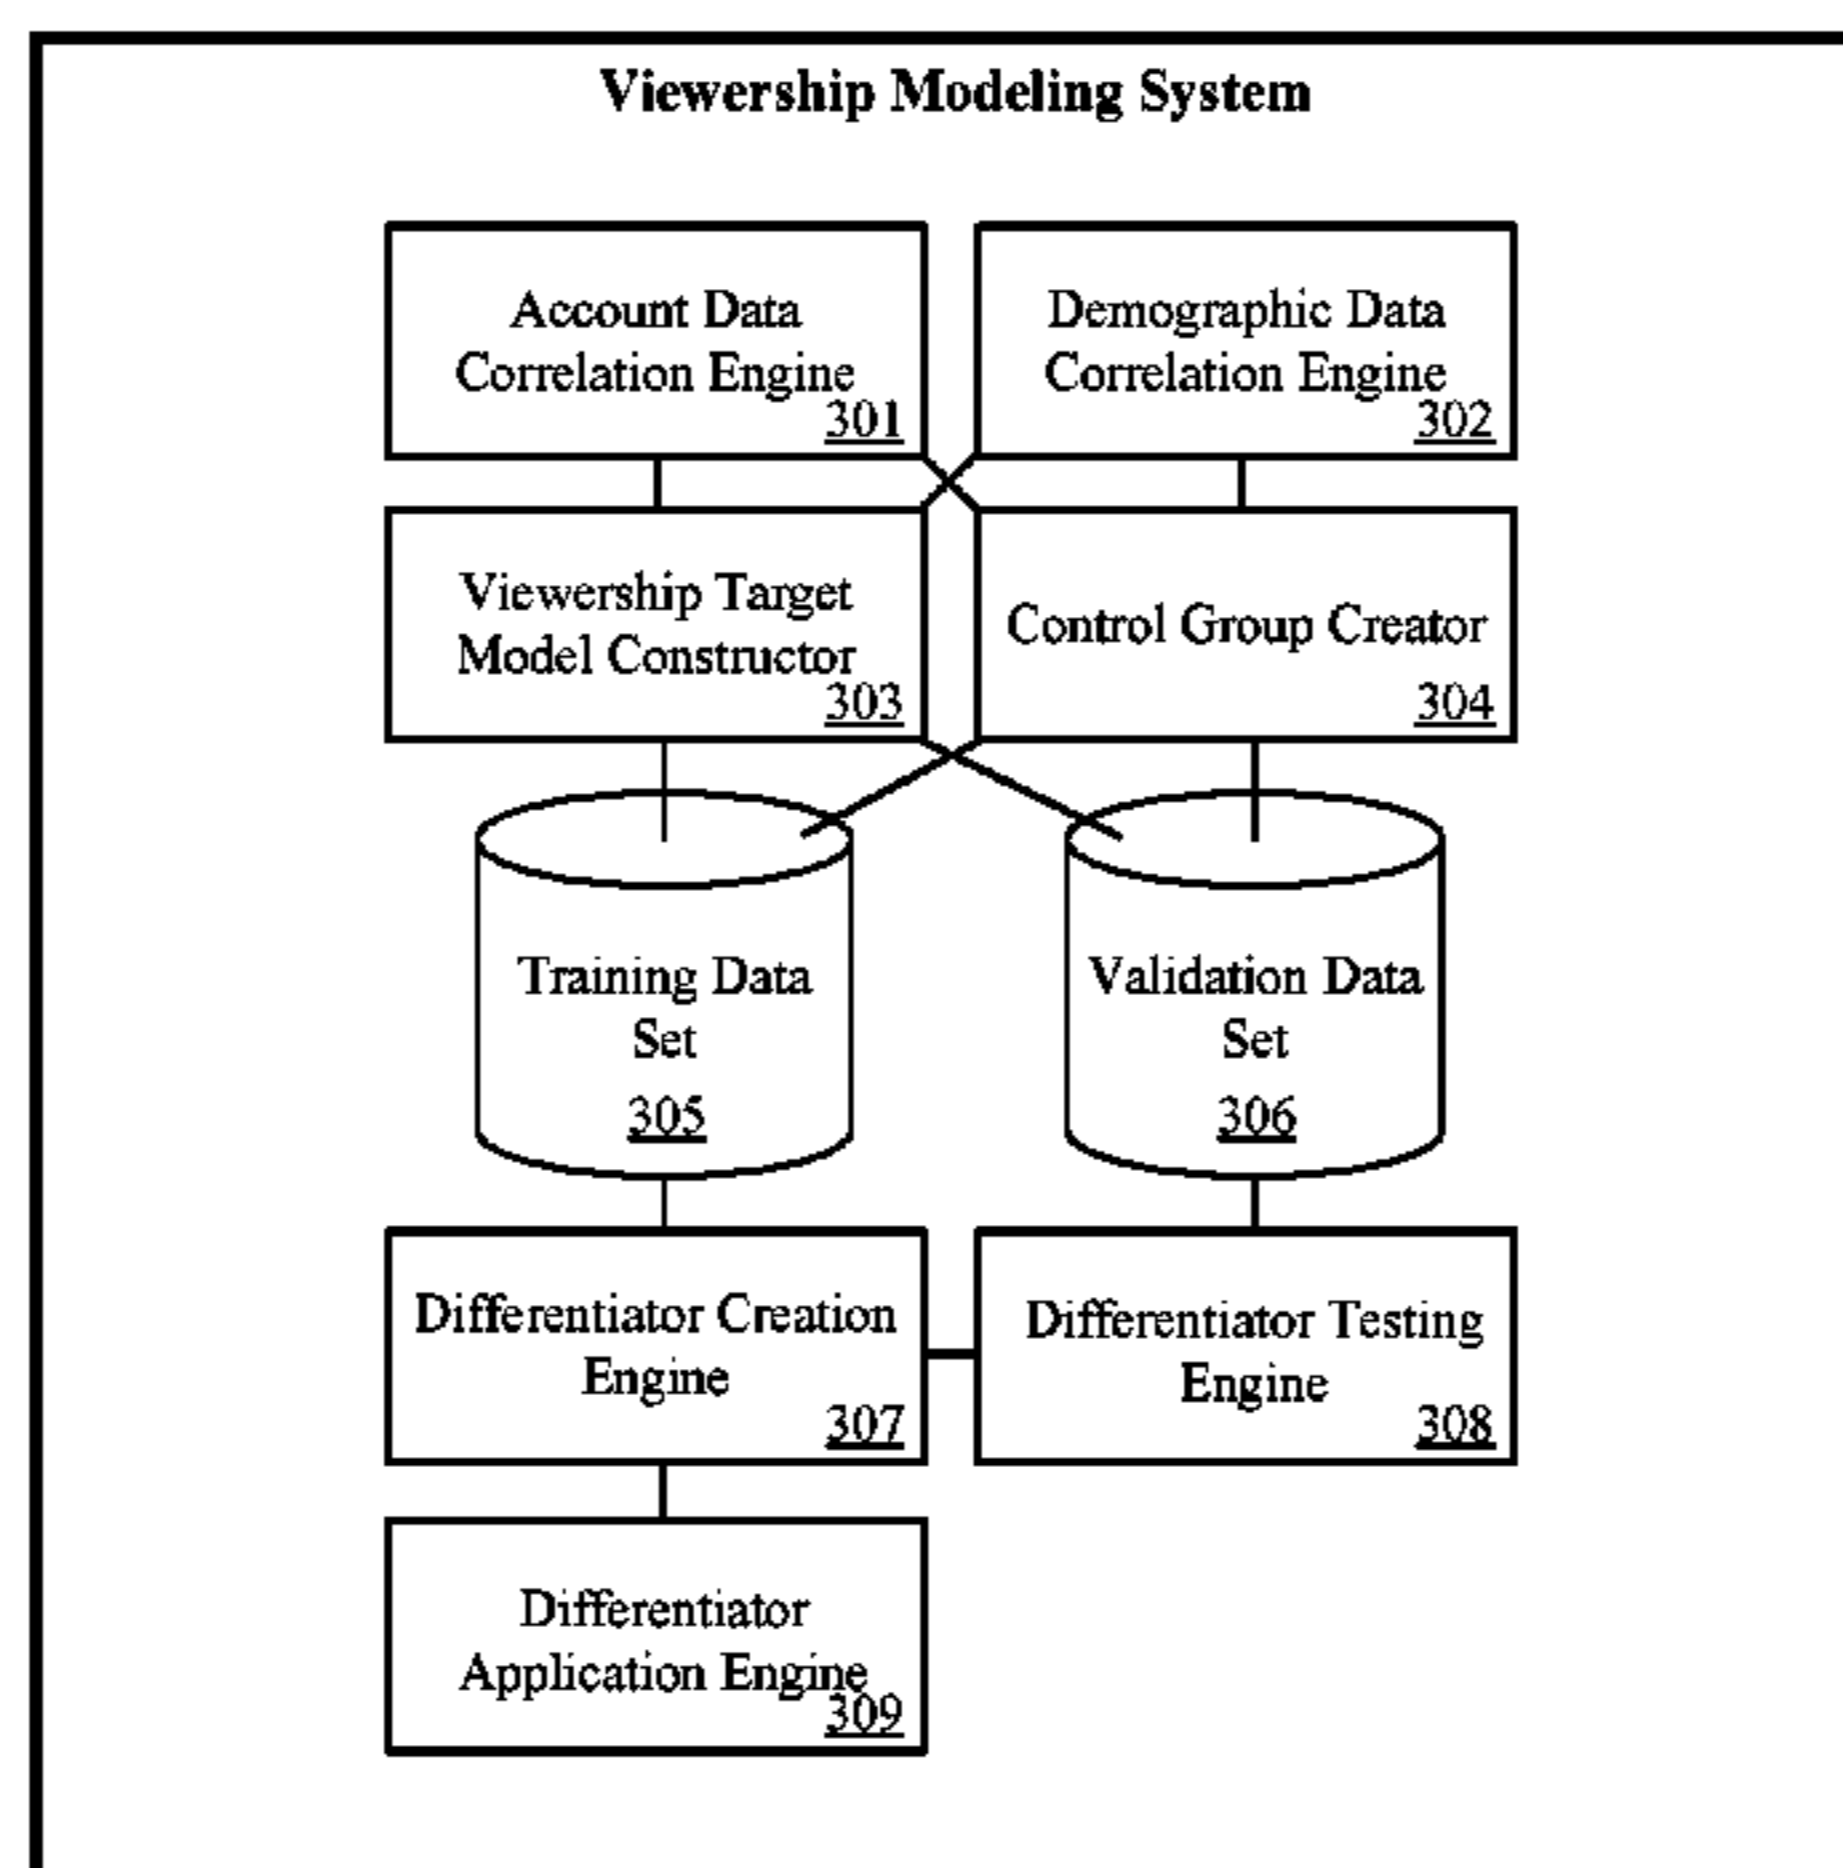 Viewership Modeling System
Account Data
Correlation Engine
301
Demographic Data
Correlation Engine
302
Viewership Target
Model Constructor
303
Control Group Creator
304
Training Data
Set
305
Validation Data
Set
306
Differentiator Creation
Engine
307
Differentiator Testing
Engine
308
Differentiator
Application Engine
309